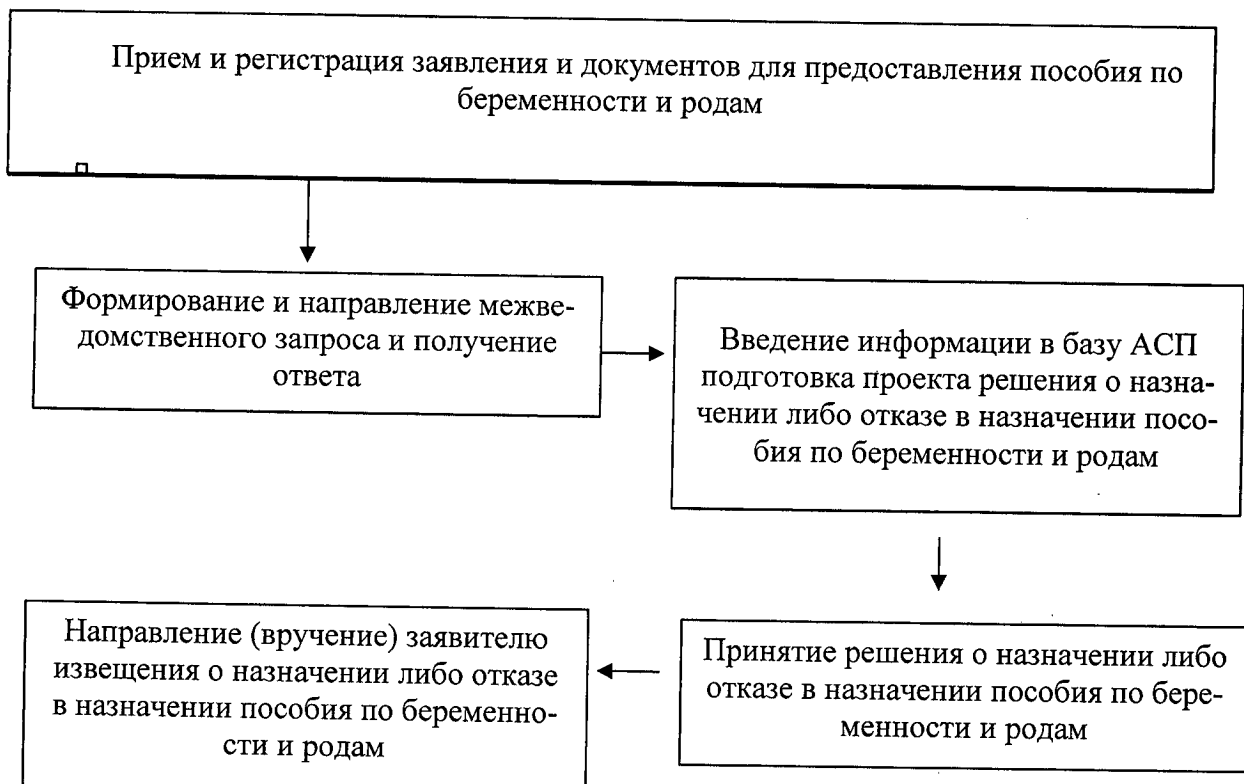 Прием и регистрация заявления и документов для предоставления пособия по
беременности и родам
Формирование и направление межве-
домственного запроса и получение
ответа
Введение информации в базу АСП
подготовка проекта решения о назна-
чении либо отказе в назначении посо-
бия по беременности и родам
Принятие решения о назначении либо
отказе в назначении пособия по бере-
менности и родам
Направление (вручение) заявителю
извещения о назначении либо отказе
в назначении пособия по беременно-
сти и родам